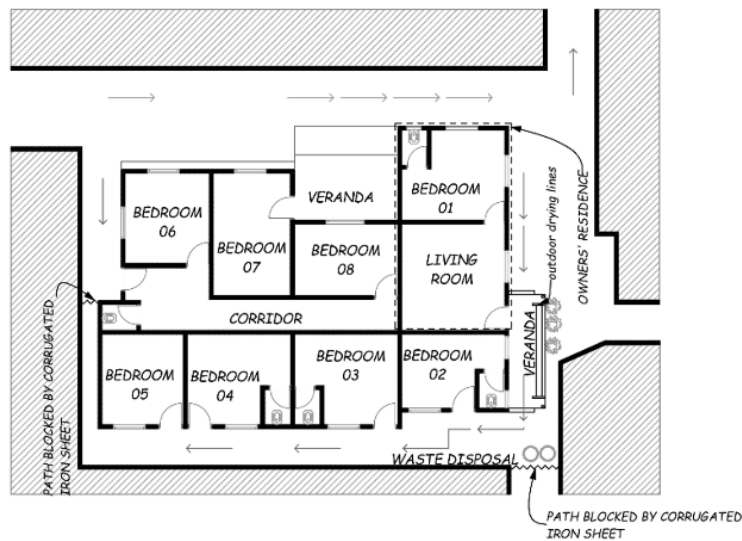 BEDROOM
01
VERANDA
BEDROOM
06
BEDROOM
07
BEDROOM
08
LIVING
ROOM
CORRIDOR
BEDROOM
05
BEDROOM
04
BEDROOM
03
BEDROOM
02
VERANDA
outdoor drying lines
OWNERS' RESIDENCE
PATH BLOCKED BY CORRUGATED
IRON SHEET
WASTE DISPOSAL
PATH BLOCKED BY CORRUGATED
IRON SHEET